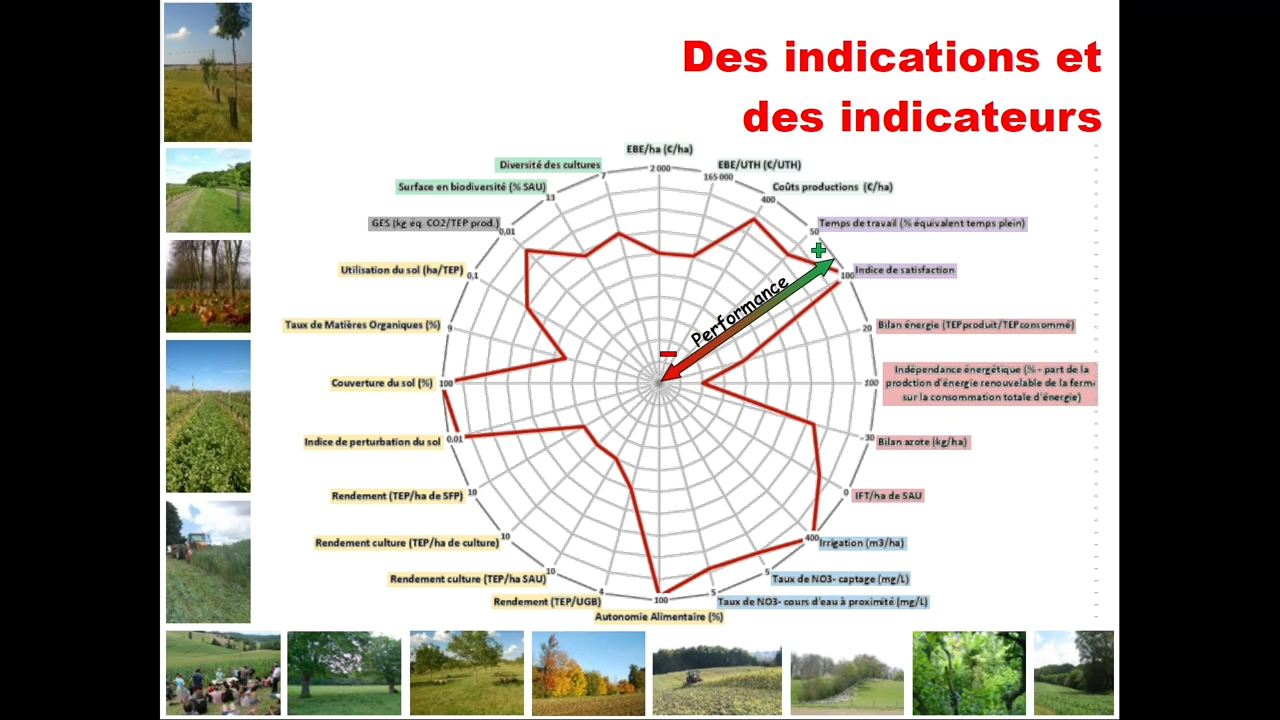 Des indications et
des indicateurs
EBE/ha (€/ha)
2 000
EBE/UTH (€/UTH)
165 000
Coûts productions (€/ha)
400
Temps de travail (% équivalent temps plein)
50
+
Indice de satisfaction
100
Performance
–
Bilan énergie (TEPproduit/TEPconsommé)
20
Indépendance énergétique (% - part de la
prodction d'énergie renouvelable de la ferm
sur la consommation totale d'énergie)
100
Bilan azote (kg/ha)
-30
IFT/ha de SAU
0
Irrigation (m3/ha)
400
Taux de NO3- captage (mg/L)
5
Taux de NO3- cours d'eau à proximité (mg/L)
5
Autonomie Alimentaire (%)
100
Rendement (TEP/UGB)
4
Rendement culture (TEP/ha SAU)
10
Rendement culture (TEP/ha de culture)
10
Rendement (TEP/ha de SFP)
10
Indice de perturbation du sol
0,01
Couverture du sol (%)
100
Taux de Matières Organiques (%)
9
Utilisation du sol (ha/TEP)
0,1
GES (kg éq. CO2/TEP prod.)
0,01
Surface en biodiversité (% SAU)
13
Diversité des cultures
7